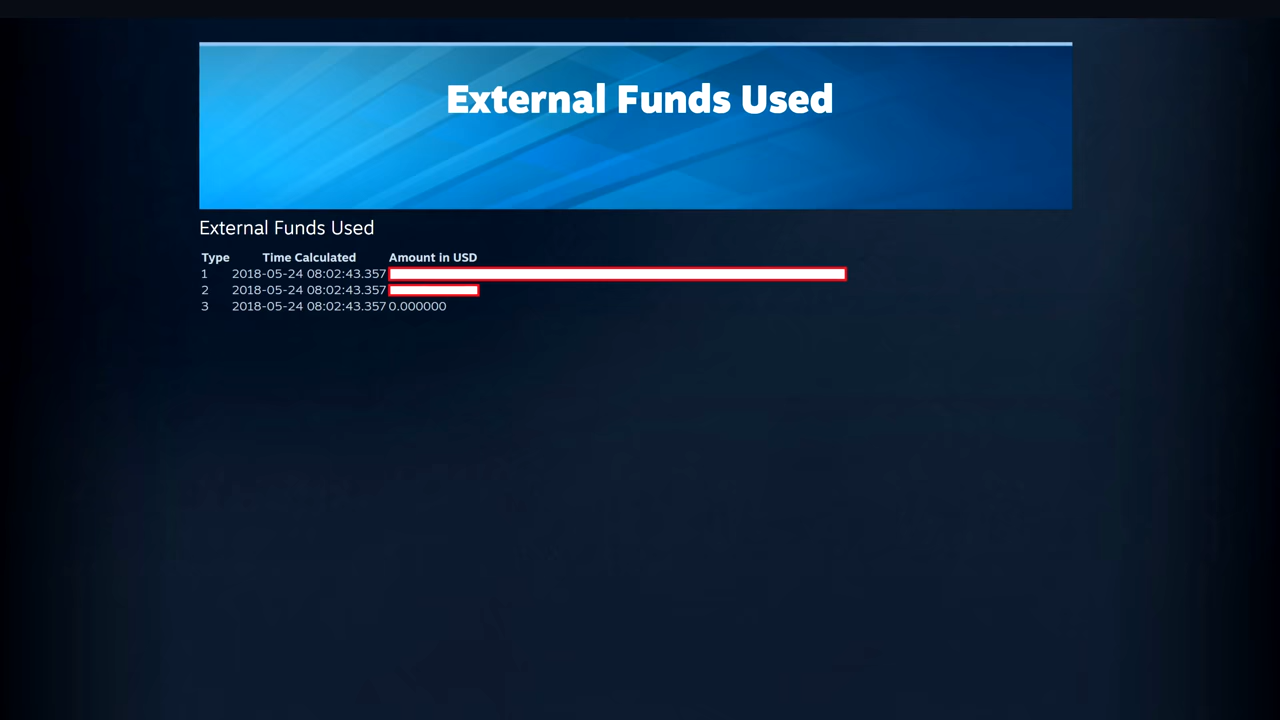 External Funds Used
External Funds Used
Type Time Calculated Amount in USD
1 2018-05-24 08:02:43.357
2 2018-05-24 08:02:43.357
3 2018-05-24 08:02:43.357 0.000000